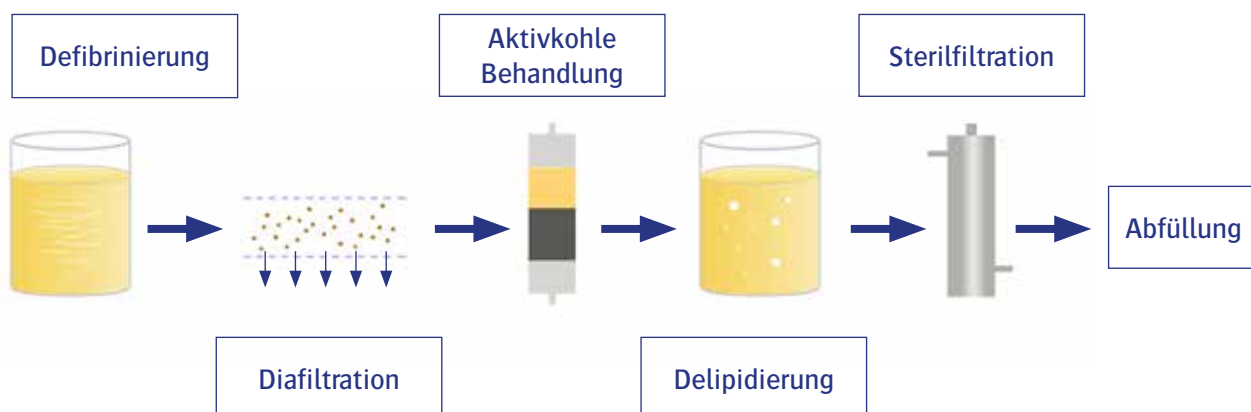 Defibrinierung
Diafiltration
Aktivkohle
Behandlung
Delipidierung
Sterilfiltration
Abfüllung